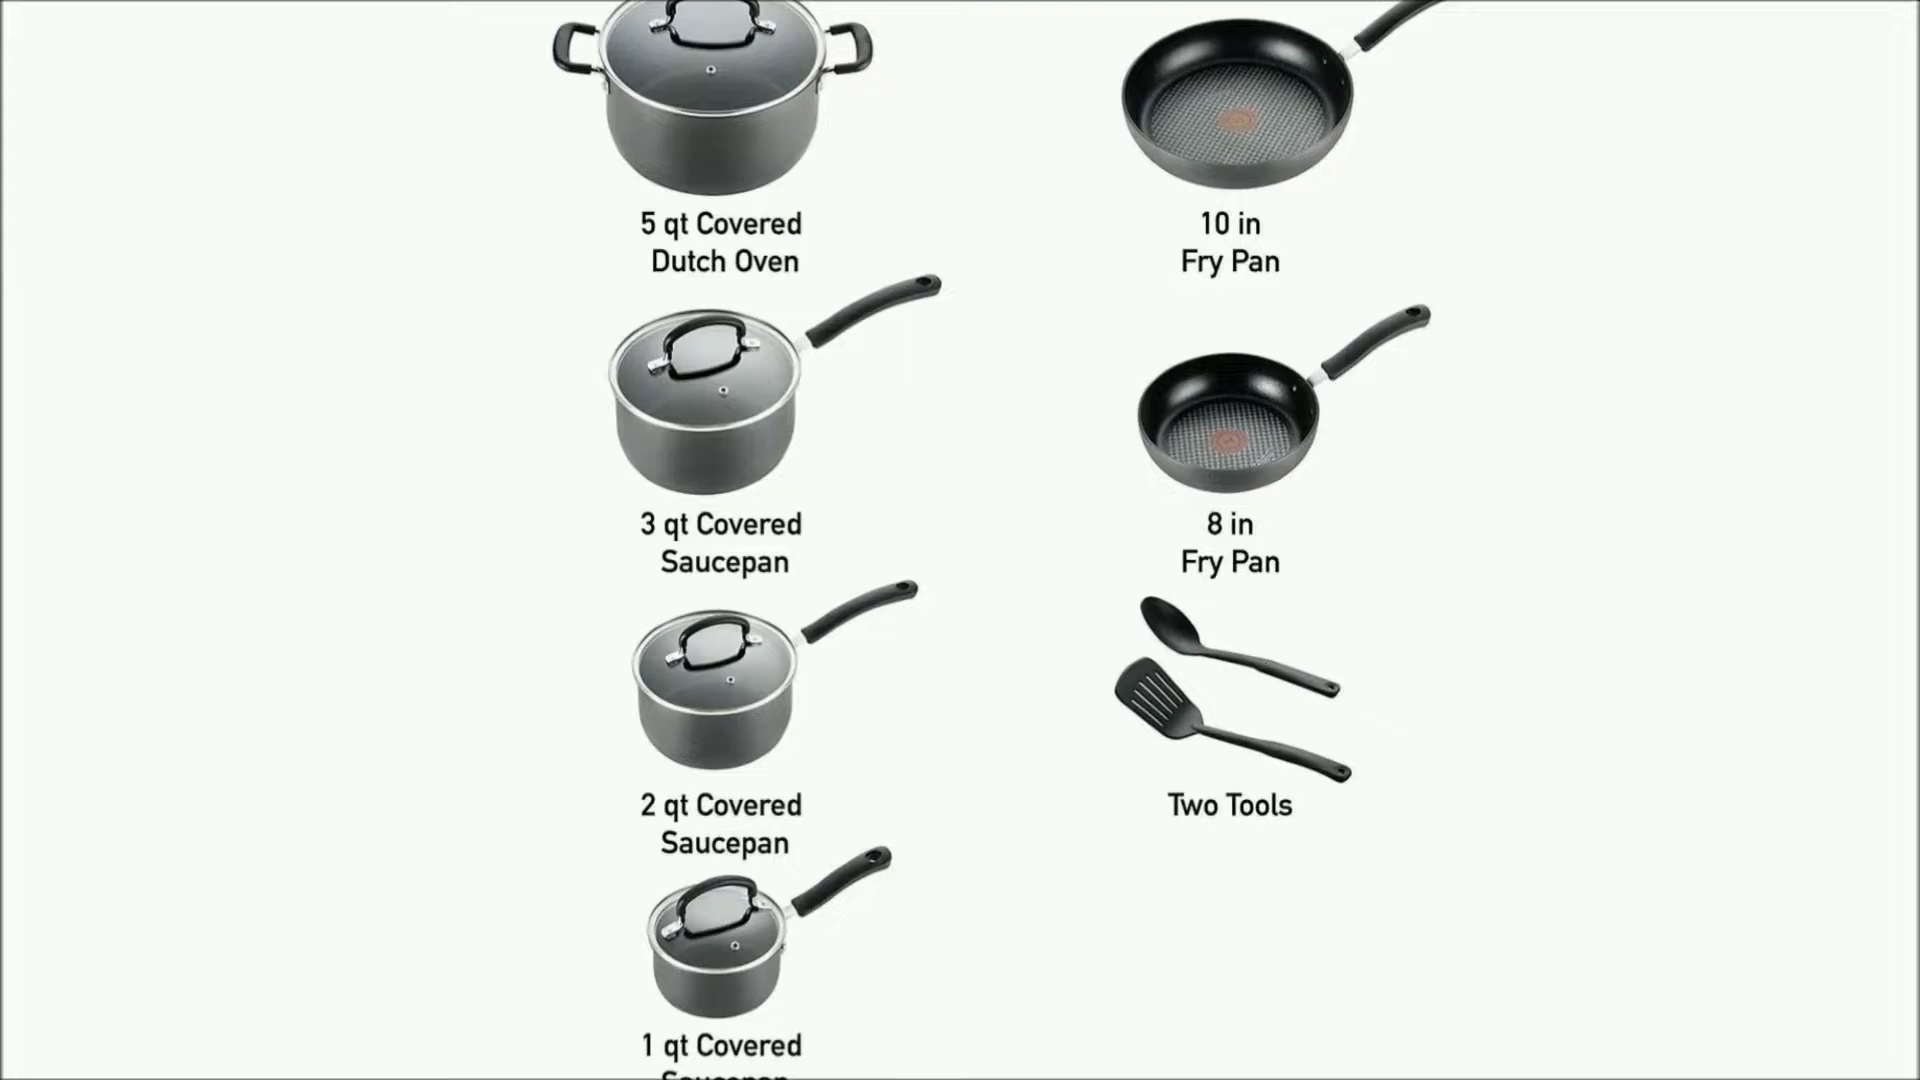 5 qt Covered
Dutch Oven
10 in
Fry Pan
3 qt Covered
Saucepan
8 in
Fry Pan
2 qt Covered
Saucepan
Two Tools
1 qt Covered
Saucepan